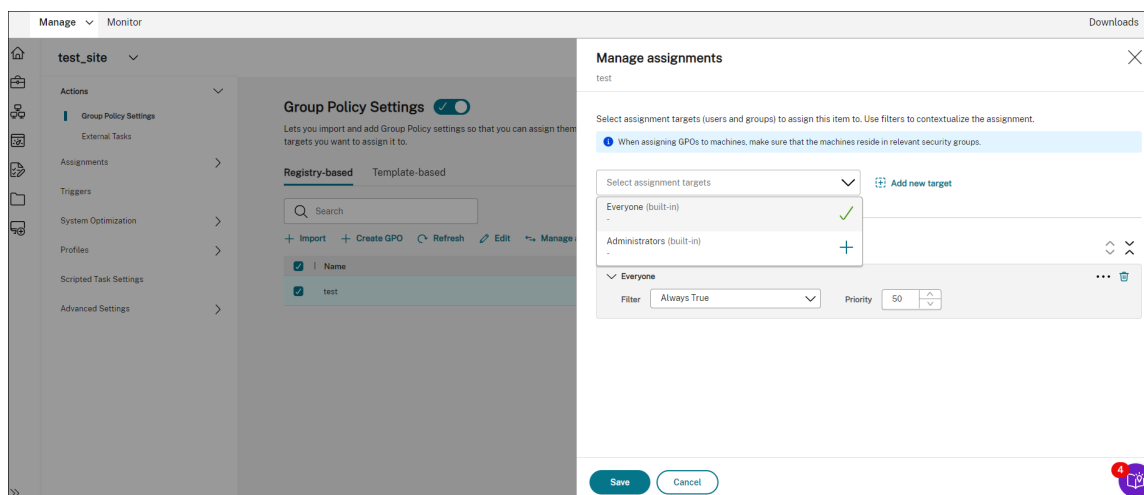 Manage Monitor Downloads
test_site
Actions
Group Policy Settings
External Tasks
Assignments
Triggers
System Optimization
Profiles
Scripted Task Settings
Advanced Settings
Group Policy Settings
Lets you import and add Group Policy settings so that you can assign them
targets you want to assign it to.
Registry-based Template-based
Search
Import Create GPO Refresh Edit Manage
Name
test
Manage assignments
test
Select assignment targets (users and groups) to assign this item to. Use filters to contextualize the assignment.
When assigning GPOs to machines, make sure that the machines reside in relevant security groups.
Select assignment targets Add new target
Everyone (built-in)
-
Administrators (built-in)
-
Everyone
Filter Always True Priority 50
Save Cancel
4